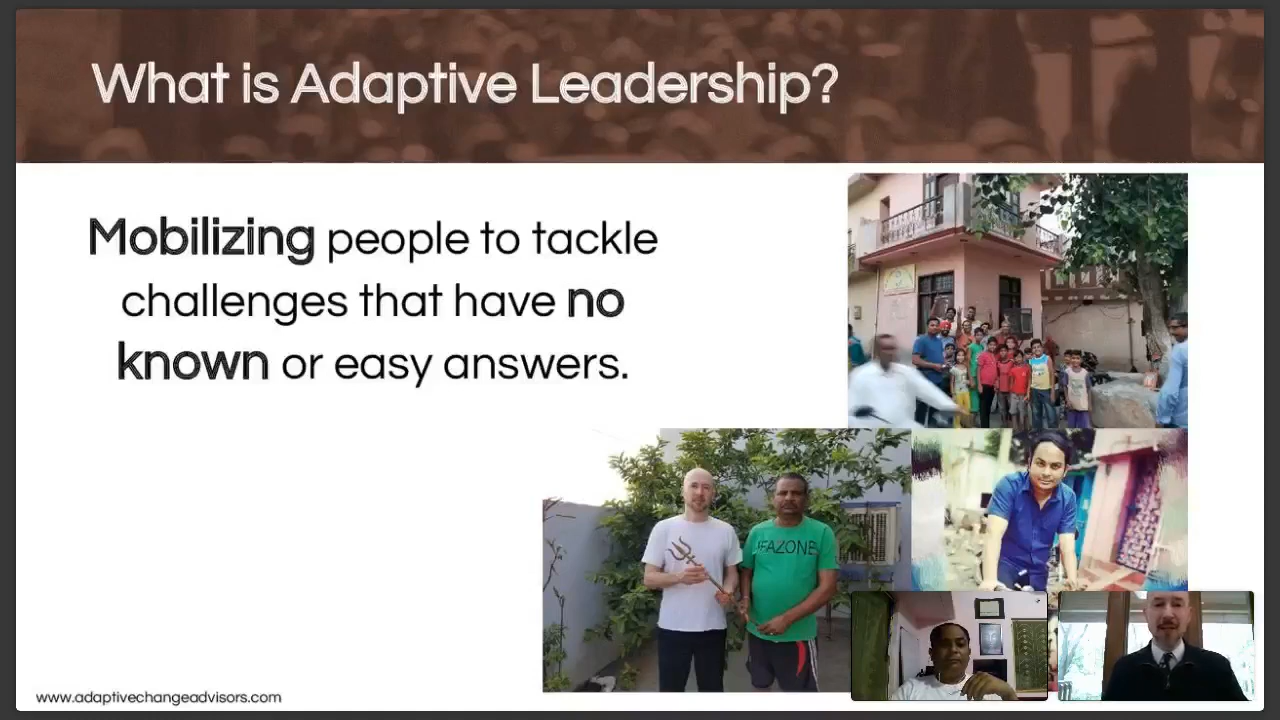 What is Adaptive Leadership?
Mobilizing people to tackle
challenges that have no
known or easy answers.
www.adaptivechangeadvisors.com